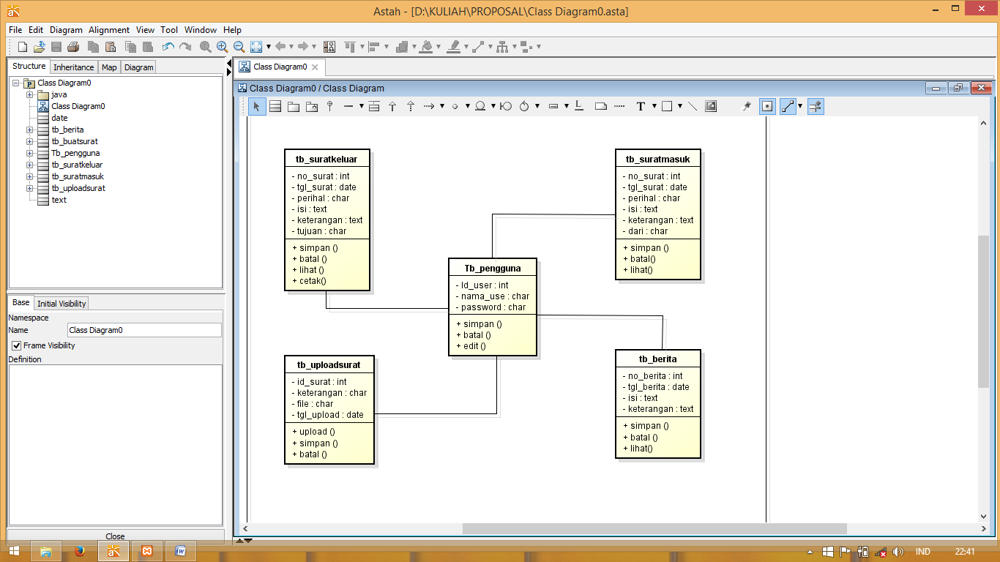 Astah - [D:\KULIAH\PROPOSAL\Class Diagram0.asta]
File Edit Diagram Alignment View Tool Window Help
Structure Inheritance Map Diagram
Class Diagram0
java
Class Diagram0
date
tb_berita
tb_buatsurat
Tb_pengguna
tb_suratkeluar
tb_suratmasuk
tb_uploadsurat
text
Base Initial Visibility
Namespace
Name Class Diagram0
Frame Visibility
Definition
Close
Class Diagram0
Class Diagram0 / Class Diagram
T
tb_suratkeluar
- no_surat : int
- tgl_surat : date
- perihal : char
- isi : text
- keterangan : text
- tujuan : char
+ simpan ()
+ batal ()
+ lihat ()
+ cetak()
tb_suratmasuk
- no_surat : int
- tgl_surat : date
- perihal : char
- isi : text
- keterangan : text
- dari : char
+ simpan ()
+ batal()
+ lihat()
Tb_pengguna
- Id_user : int
- nama_use : char
- password : char
+ simpan ()
+ batal ()
+ edit ()
tb_uploadsurat
- id_surat : int
- keterangan : char
- file : char
- tgl_upload : date
+ upload ()
+ simpan ()
+ batal ()
tb_berita
- no_berita : int
- tgl_berita : date
- isi : text
- keterangan : text
+ simpan ()
+ batal ()
+ lihat()
IND 22:41